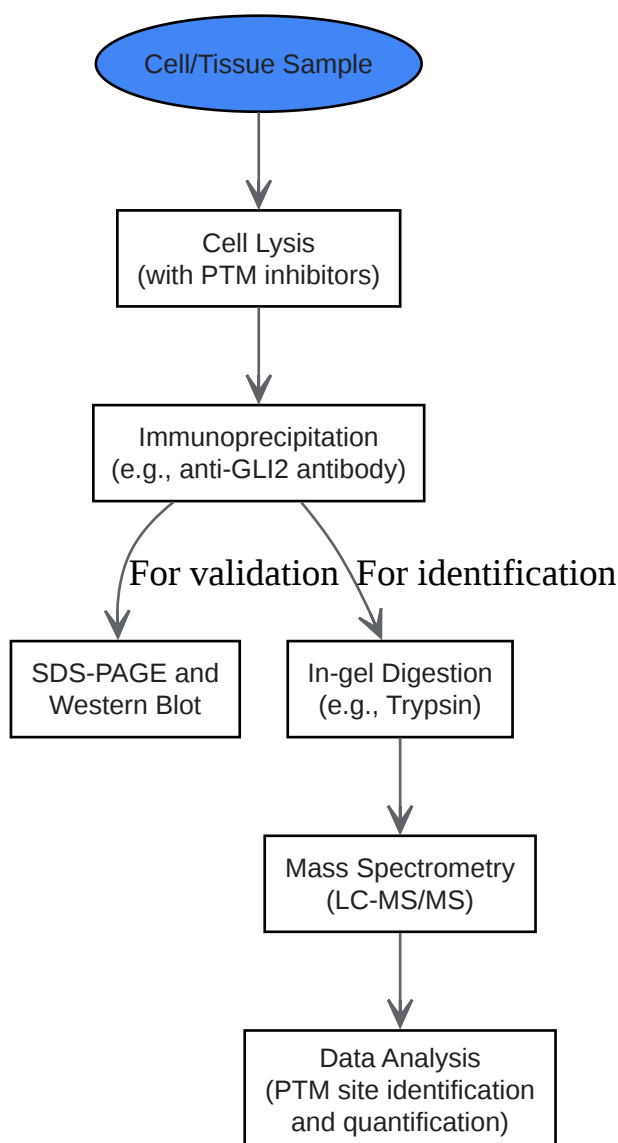 Cell/Tissue Sample
Cell Lysis
(with PTM inhibitors)
Immunoprecipitation
(e.g., anti-GLI2 antibody)
For validation
For identification
SDS-PAGE and
Western Blot
In-gel Digestion
(e.g., Trypsin)
Mass Spectrometry
(LC-MS/MS)
Data Analysis
(PTM site identification
and quantification)